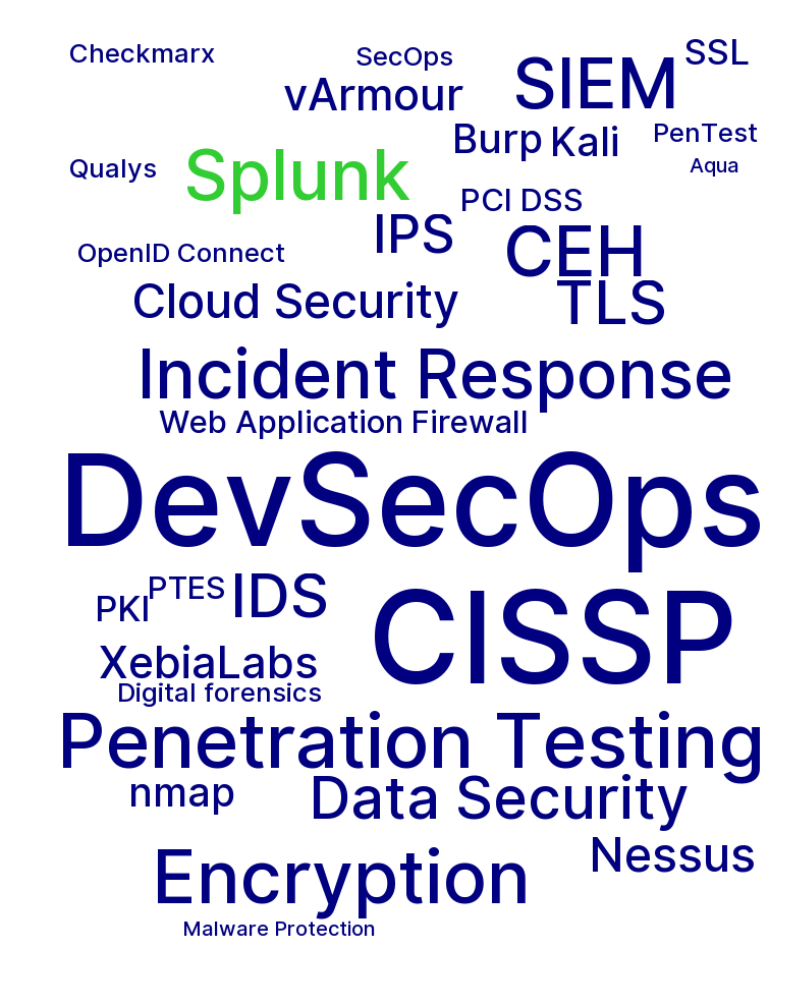 Checkmarx
SecOps
SSL
vArmour
SIEM
Burp
Kali
PenTest
Qualys
Splunk
Aqua
PCI DSS
IPS
CEH
OpenID Connect
Cloud Security
TLS
Incident Response
Web Application Firewall
DevSecOps
PKI
PTES
IDS
CISSP
XebiaLabs
Digital forensics
Penetration Testing
nmap
Data Security
Nessus
Encryption
Malware Protection